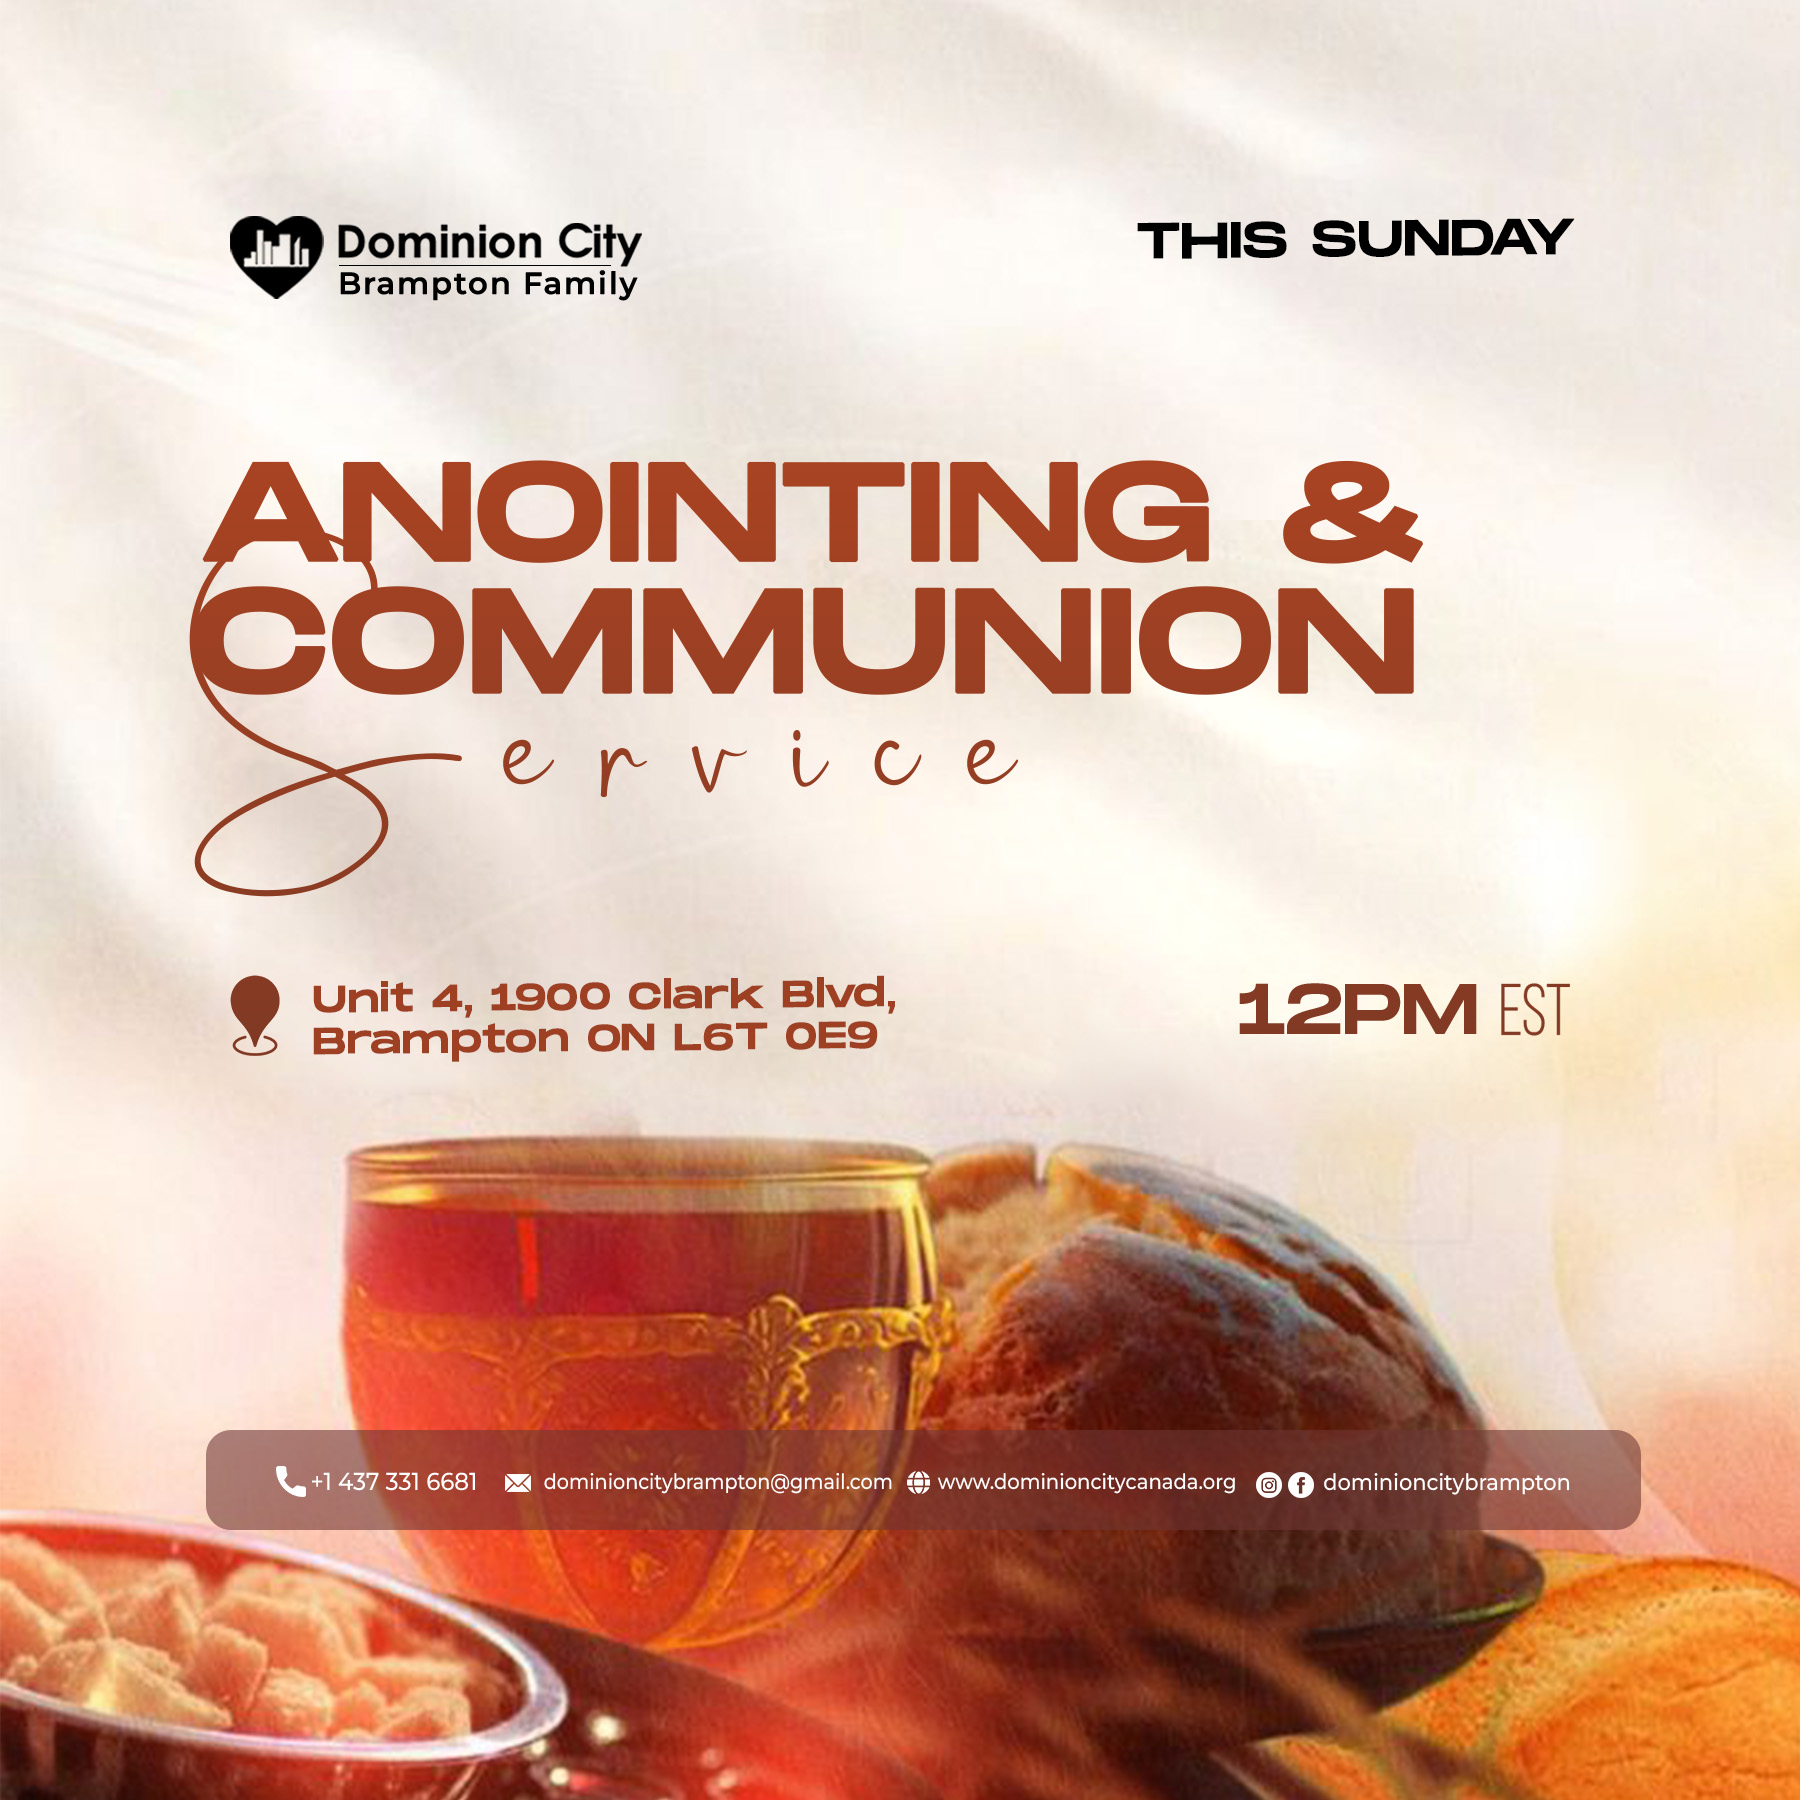 Dominion City
Brampton Family
THIS SUNDAY
ANOINTING &
COMMUNION
Service
Unit 4, 1900 Clark Blvd,
Brampton ON L6T 0E9
12PM EST
+1 437 331 6681 dominioncitybrampton@gmail.com www.dominioncitycanada.org dominioncitybrampton